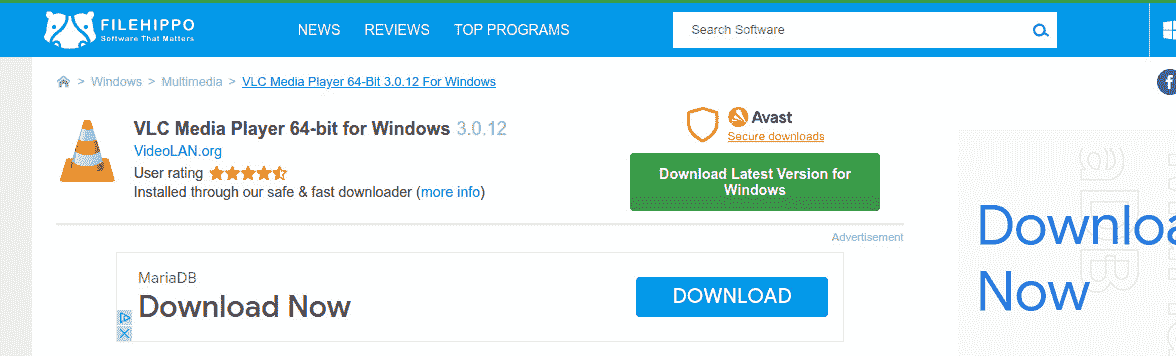 FILEHIPPO
Software That Matters
NEWS REVIEWS TOP PROGRAMS
Search Software
> Windows > Multimedia > VLC Media Player 64-Bit 3.0.12 For Windows
VLC Media Player 64-bit for Windows 3.0.12
VideoLAN.org
User rating
Installed through our safe & fast downloader (more info)
Avast
Secure downloads
Download Latest Version for
Windows
Advertisement
MariaDB
Download Now
DOWNLOAD
Downloa
Now